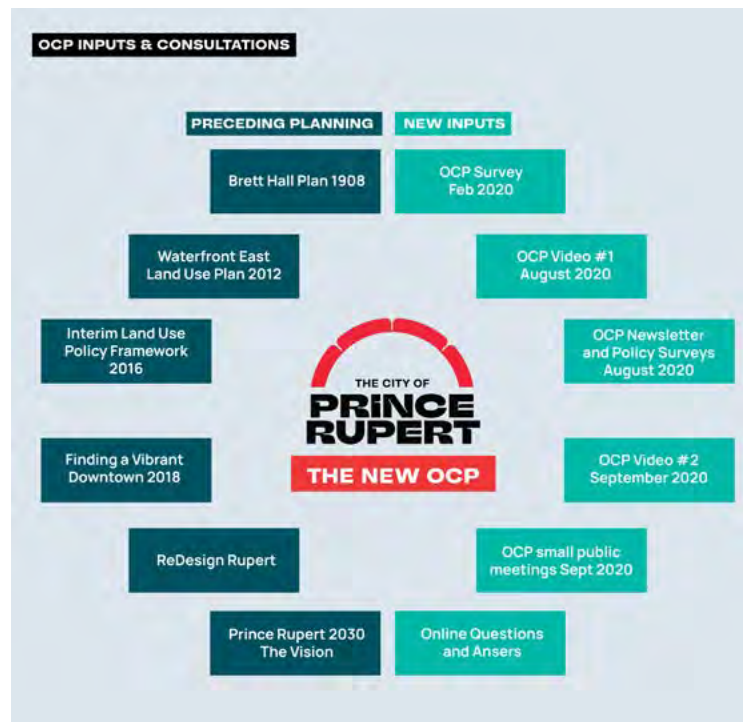 OCP INPUTS & CONSULTATIONS
PRECEDING PLANNING
NEW INPUTS
Brett Hall Plan 1908
OCP Survey
Feb 2020
Waterfront East
Land Use Plan 2012
OCP Video #1
August 2020
Interim Land Use
Policy Framework
2016
OCP Newsletter
and Policy Surveys
August 2020
THE CITY OF
PRINCE
RUPERT
THE NEW OCP
Finding a Vibrant
Downtown 2018
OCP Video #2
September 2020
ReDesign Rupert
OCP small public
meetings Sept 2020
Prince Rupert 2030
The Vision
Online Questions
and Ansers